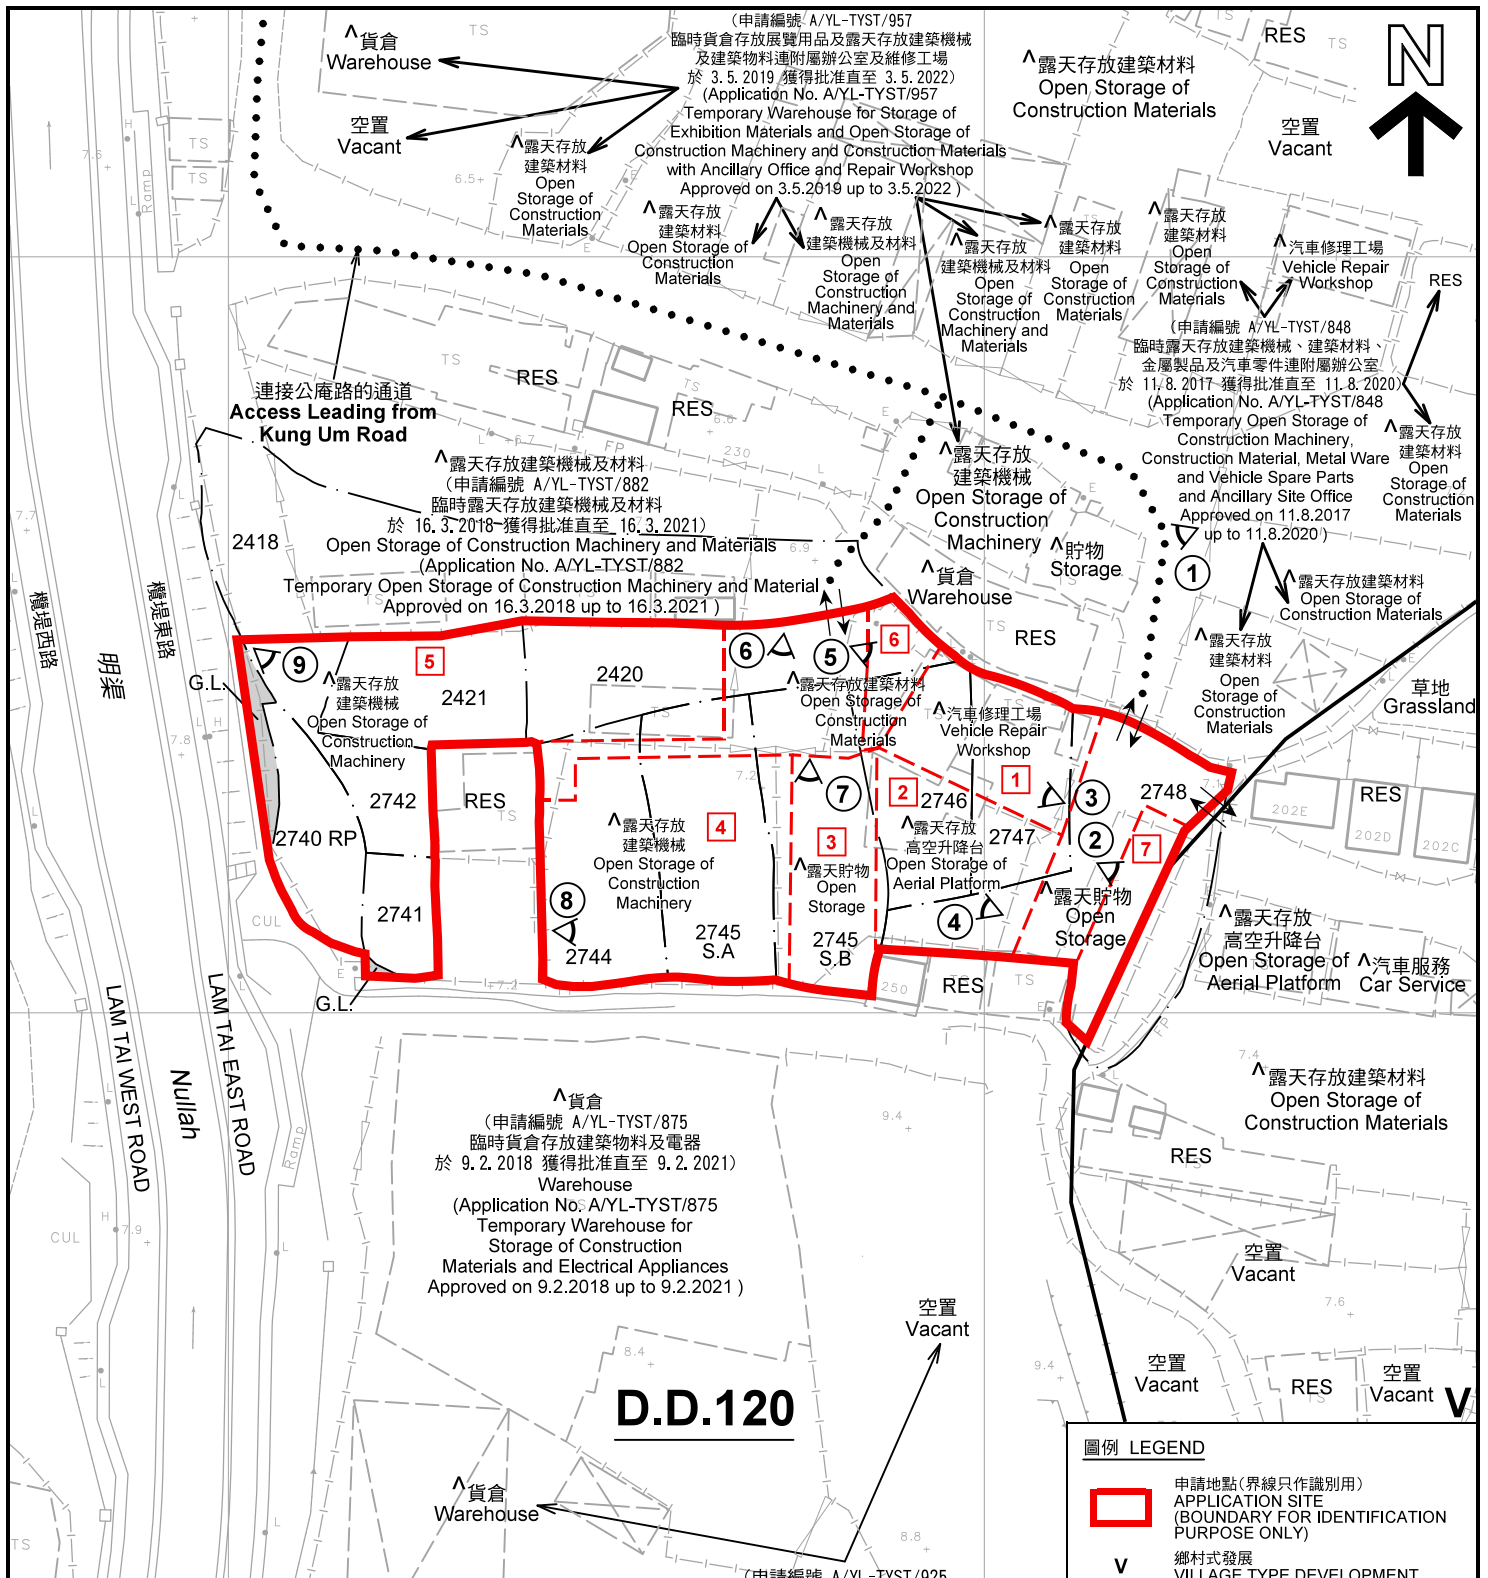 (申請編號 A/YL-TYST/957
臨時貨倉存放展覽用品及露天存放建築機械
及建築物料連附屬辦公室及維修工場
於 3.5.2019 獲得批准直至 3.5.2022)
(Application No. A/YL-TYST/957
Temporary Warehouse for Storage of
Exhibition Materials and Open Storage of
Construction Machinery and Construction Materials
with Ancillary Office and Repair Workshop
Approved on 3.5.2019 up to 3.5.2022 )
^貨倉
Warehouse
空置
Vacant
^露天存放
建築材料
Open
Storage of
Construction
Materials
^露天存放建築材料
Open Storage of
Construction Materials
RES
TS
空置
Vacant
N
^露天存放
建築材料
Open Storage of
Construction
Materials
^露天存放
建築機械及材料
Open
Storage of
Construction
Machinery and
Materials
^露天存放
建築機械及材料
Open
Storage of
Construction
Machinery and
Materials
^露天存放
建築材料
Open
Storage of
Construction
Materials
^露天存放
建築材料
Open
Storage of
Construction
Materials
^汽車修理工場
Vehicle Repair
Workshop
RES
(申請編號 A/YL-TYST/848
臨時露天存放建築機械、建築材料、
金屬製品及汽車零件連附屬辦公室
於 11.8.2017 獲得批准直至 11.8.2020)
(Application No. A/YL-TYST/848
Temporary Open Storage of
Construction Machinery,
Construction Material, Metal Ware
and Vehicle Spare Parts
and Ancillary Site Office
Approved on 11.8.2017
up to 11.8.2020 )
^露天存放
建築材料
Open
Storage of
Construction
Materials
連接公庵路的通道
Access Leading from
Kung Um Road
RES
RES
^露天存放建築機械及材料
(申請編號 A/YL-TYST/882
臨時露天存放建築機械及材料
於 16.3.2018 獲得批准直至 16.3.2021)
Open Storage of Construction Machinery and Materials
(Application No. A/YL-TYST/882
Temporary Open Storage of Construction Machinery and Material
Approved on 16.3.2018 up to 16.3.2021 )
2418
^露天存放
建築機械
Open Storage of
Construction
Machinery
^貯物
Storage
^貨倉
Warehouse
RES
1
^露天存放建築材料
Open Storage of
Construction Materials
^露天存放
建築材料
Open
Storage of
Construction
Materials
草地
Grassland
欖堤西路
明渠
欖堤東路
9
5
G.L.
^露天存放
建築機械
Open Storage of
Construction
Machinery
2421
2420
6
5
6
^露天存放建築材料
Open Storage of
Construction
Materials
^汽車修理工場
Vehicle Repair
Workshop
1
2
2746
2747
3
2
2748
7
RES
202E
202D
202C
2742
RES
2740 RP
2741
G.L.
^露天存放
建築機械
Open Storage of
Construction
Machinery
4
8
2744
2745
S.A
7
3
^露天貯物
Open
Storage
2745
S.B
^露天存放
高空升降台
Open Storage of
Aerial Platform
4
^露天貯物
Open
Storage
250
RES
^露天存放
高空升降台
Open Storage of
Aerial Platform
^汽車服務
Car Service
LAM TAI WEST ROAD
Nullah
LAM TAI EAST ROAD
^貨倉
(申請編號 A/YL-TYST/875
臨時貨倉存放建築物料及電器
於 9.2.2018 獲得批准直至 9.2.2021)
Warehouse
(Application No. A/YL-TYST/875
Temporary Warehouse for
Storage of Construction
Materials and Electrical Appliances
Approved on 9.2.2018 up to 9.2.2021 )
^露天存放建築材料
Open Storage of
Construction Materials
RES
空置
Vacant
空置
Vacant
空置
Vacant
RES
空置
Vacant
V
D.D.120
^貨倉
Warehouse
(申請編號 A/YL-TYST/925
圖例 LEGEND
申請地點(界線只作識別用)
APPLICATION SITE
(BOUNDARY FOR IDENTIFICATION
PURPOSE ONLY)
V
鄉村式發展
VILLAGE TYPE DEVELOPMENT